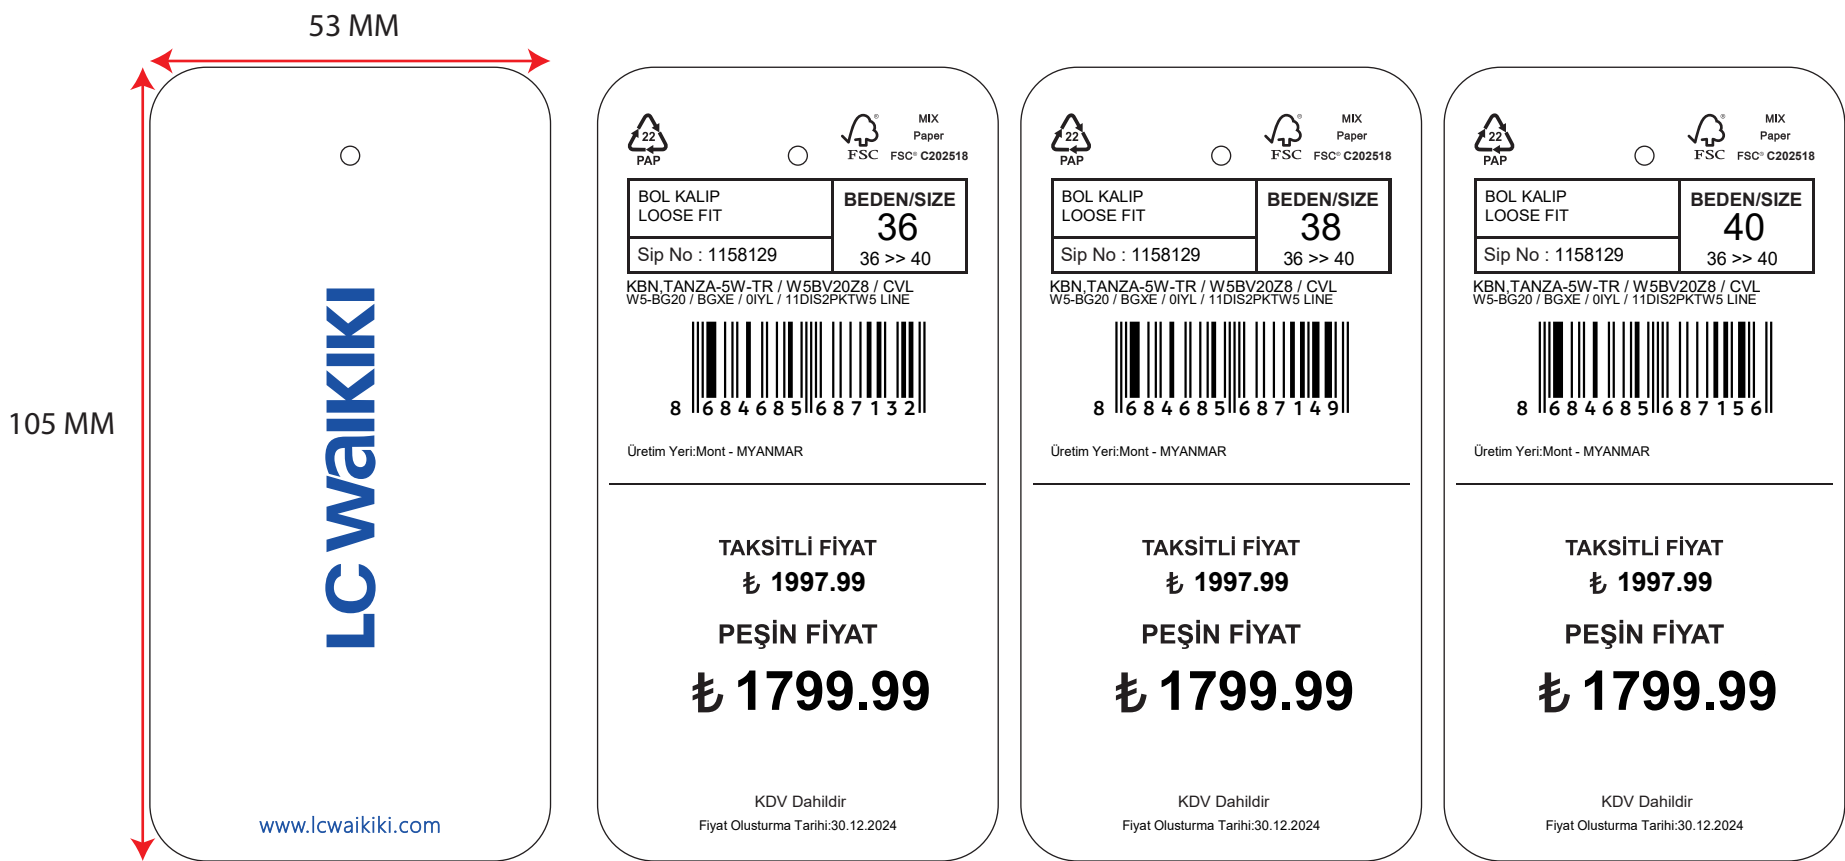 53 MM
105 MM
LC WAIKIKI
www.lcwaikiki.com
22
PAP
FSC®
MIX
Paper
FSC® C202518
BOL KALIP
LOOSE FIT
Sip No : 1158129
BEDEN/SIZE
36
36 >> 40
KBN,TANZA-5W-TR / W5BV20Z8 / CVL
W5-BG20 / BGXE / 0IYL / 11DIS2PKTW5 LINE
8 684685 687132
Üretim Yeri:Mont - MYANMAR
TAKSİTLİ FİYAT
₺ 1997.99
PEŞİN FİYAT
₺ 1799.99
KDV Dahildir
Fiyat Olusturma Tarihi:30.12.2024
22
PAP
FSC®
MIX
Paper
FSC® C202518
BOL KALIP
LOOSE FIT
Sip No : 1158129
BEDEN/SIZE
38
36 >> 40
KBN,TANZA-5W-TR / W5BV20Z8 / CVL
W5-BG20 / BGXE / 0IYL / 11DIS2PKTW5 LINE
8 684685 687149
Üretim Yeri:Mont - MYANMAR
TAKSİTLİ FİYAT
₺ 1997.99
PEŞİN FİYAT
₺ 1799.99
KDV Dahildir
Fiyat Olusturma Tarihi:30.12.2024
22
PAP
FSC®
MIX
Paper
FSC® C202518
BOL KALIP
LOOSE FIT
Sip No : 1158129
BEDEN/SIZE
40
36 >> 40
KBN,TANZA-5W-TR / W5BV20Z8 / CVL
W5-BG20 / BGXE / 0IYL / 11DIS2PKTW5 LINE
8 684685 687156
Üretim Yeri:Mont - MYANMAR
TAKSİTLİ FİYAT
₺ 1997.99
PEŞİN FİYAT
₺ 1799.99
KDV Dahildir
Fiyat Olusturma Tarihi:30.12.2024